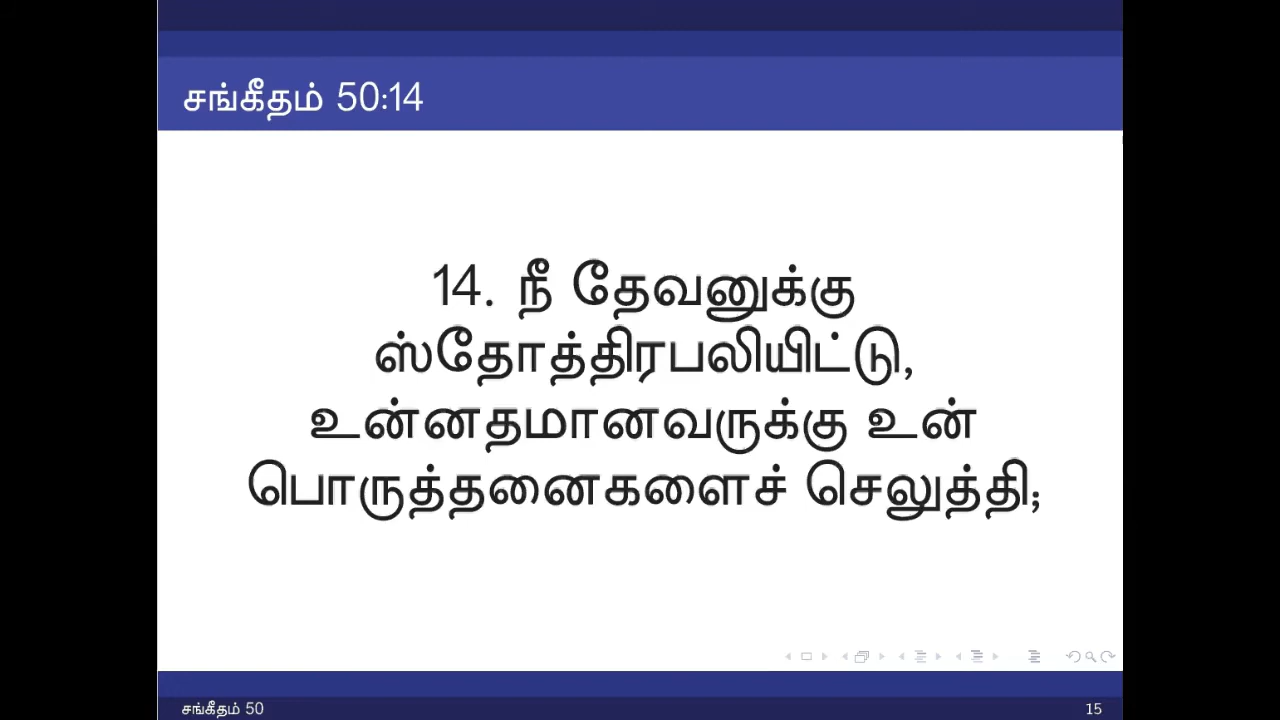 சங்கீதம் 50:14
14. நீ தேவனுக்கு
ஸ்தோத்திரபலியிட்டு,
உன்னதமானவருக்கு உன்
பொருத்தனைகளைச் செலுத்தி;
சங்கீதம் 50
15